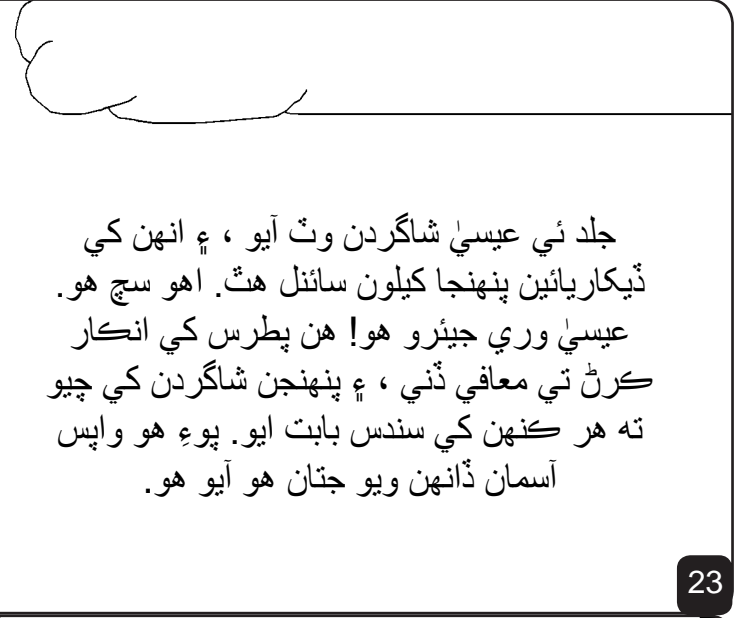 جلد ئي عيسيٰ شاگردن وٽ آيو ، ۽ انهن کي
ڏيکاريائين پنهنجا کيلون سائنل هٿ. اهو سچ هو.
عيسيٰ وري جيئرو هو! هن پطرس کي انڪار
ڪرڻ تي معافي ڏني ، ۽ پنهنجن شاگردن کي چيو
ته هر ڪنهن کي سندس بابت ايو. پوءِ هو واپس
آسمان ڏانهن ويو جتان هو آيو هو.
23